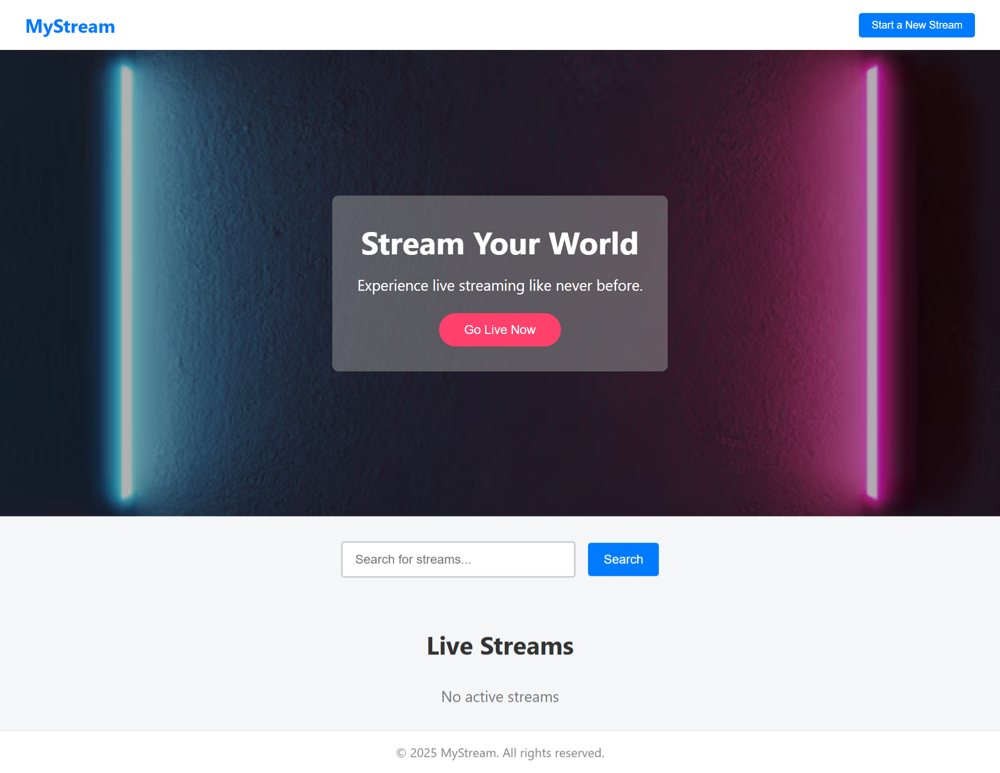 MyStream
Start a New Stream
Stream Your World
Experience live streaming like never before.
Go Live Now
Search for streams...
Search
Live Streams
No active streams
© 2025 MyStream. All rights reserved.